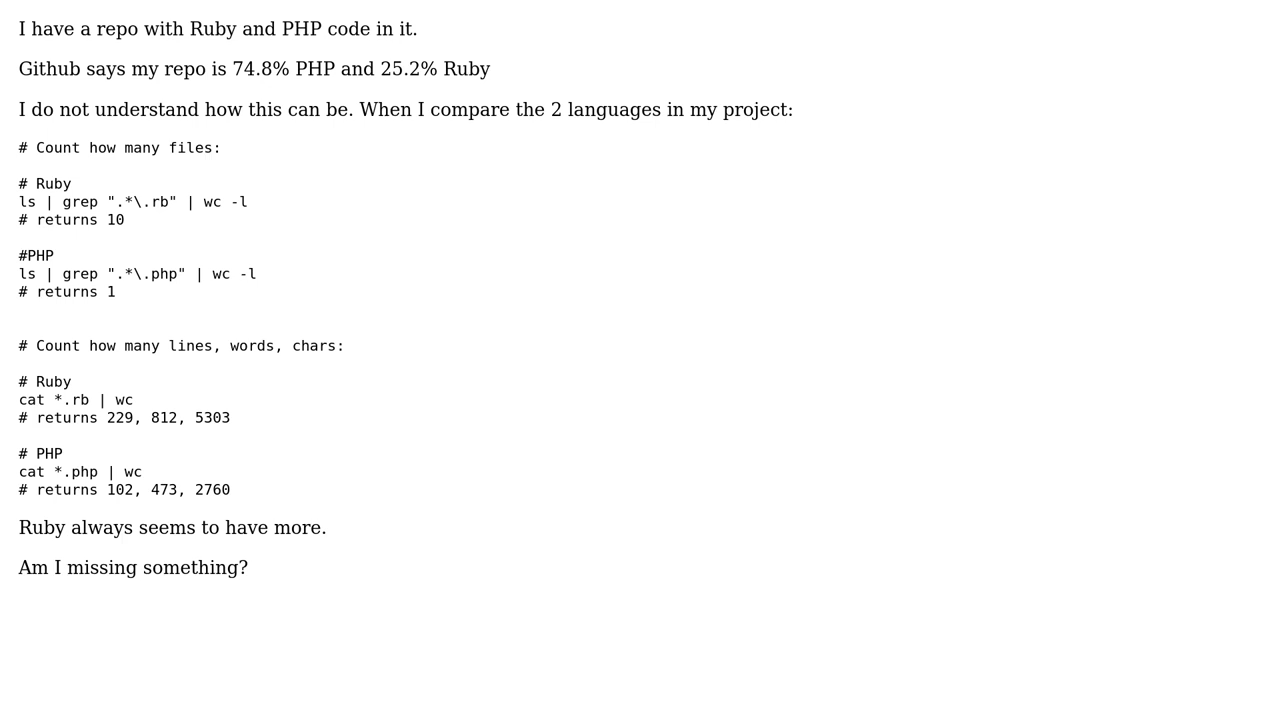 I have a repo with Ruby and PHP code in it.
Github says my repo is 74.8% PHP and 25.2% Ruby
I do not understand how this can be. When I compare the 2 languages in my project:
# Count how many files:
# Ruby
ls | grep ".*\.rb" | wc -l
# returns 10
#PHP
ls | grep ".*\.php" | wc -l
# returns 1
# Count how many lines, words, chars:
# Ruby
cat *.rb | wc
# returns 229, 812, 5303
# PHP
cat *.php | wc
# returns 102, 473, 2760
Ruby always seems to have more.
Am I missing something?